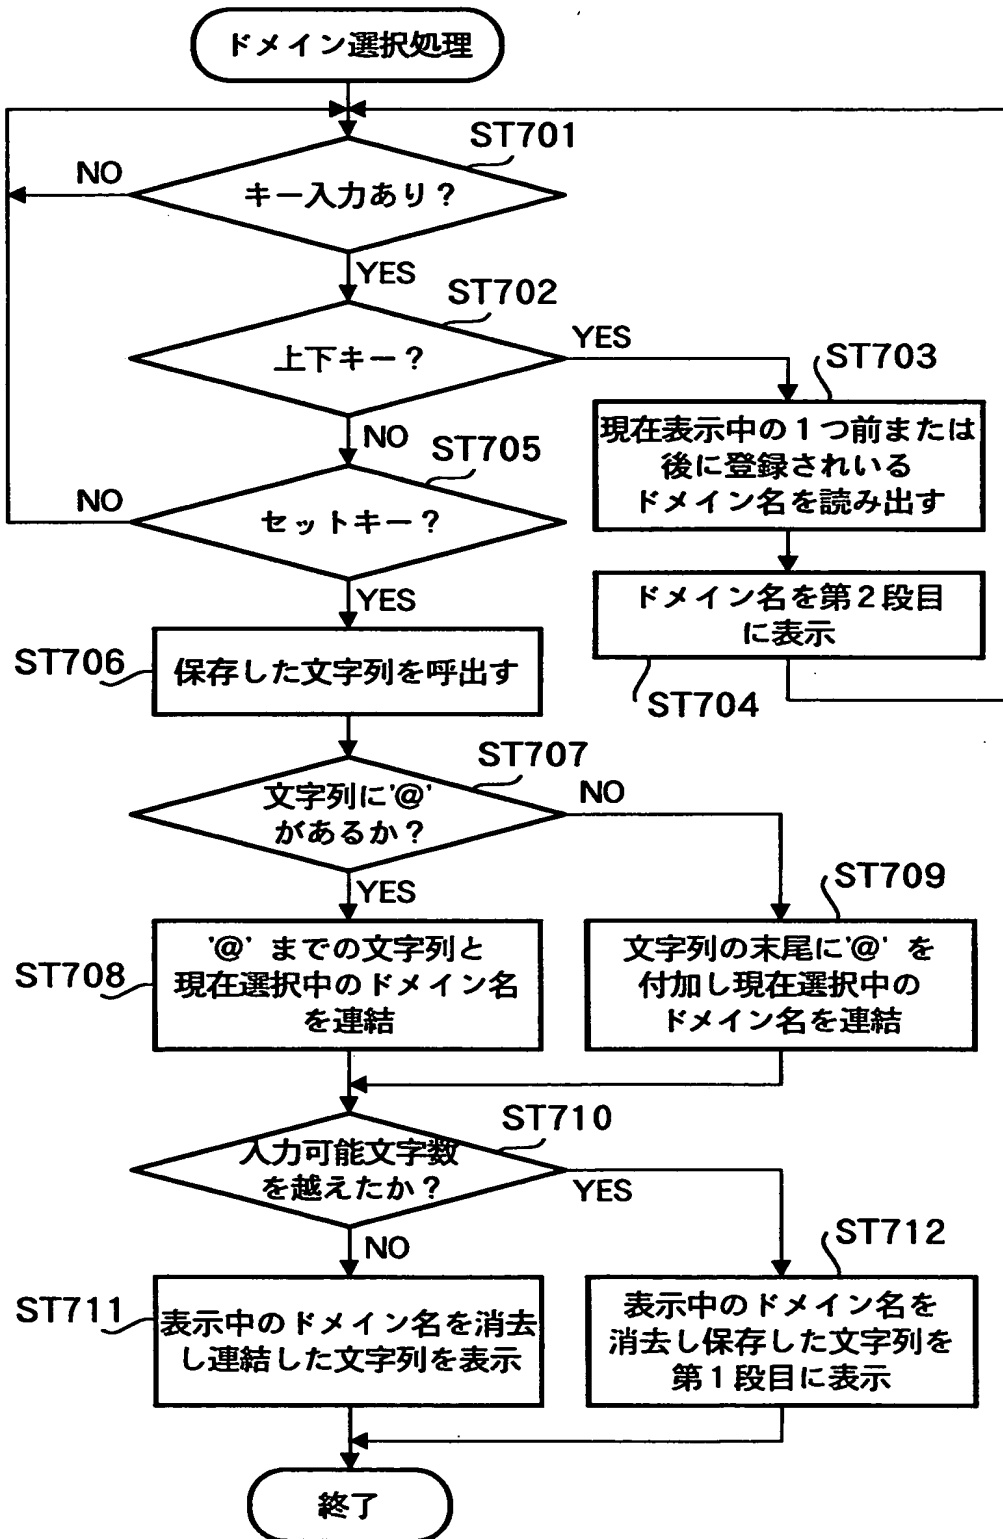 ドメイン選択処理
ST701
キー入力あり？
NO
YES
ST702
上下キー？
YES
NO
ST703
現在表示中の１つ前または
後に登録されいる
ドメイン名を読み出す
ST704
ドメイン名を第２段目
に表示
ST705
セットキー？
NO
YES
ST706
保存した文字列を呼出す
ST707
文字列に'@'
があるか？
NO
YES
ST708
'@' までの文字列と
現在選択中のドメイン名
を連結
ST709
文字列の末尾に'@' を
付加し現在選択中の
ドメイン名を連結
ST710
入力可能文字数
を越えたか？
YES
NO
ST711
表示中のドメイン名を消去
し連結した文字列を表示
ST712
表示中のドメイン名を
消去し保存した文字列を
第１段目に表示
終了